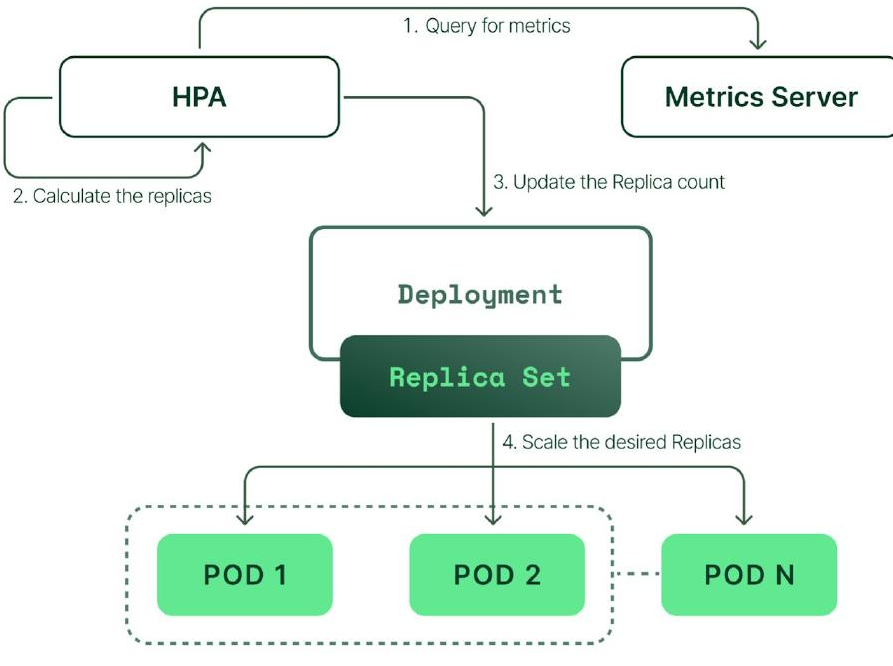 1. Query for metrics
HPA
Metrics Server
2. Calculate the replicas
3. Update the Replica count
Deployment
Replica Set
4. Scale the desired Replicas
POD 1
POD 2
POD N